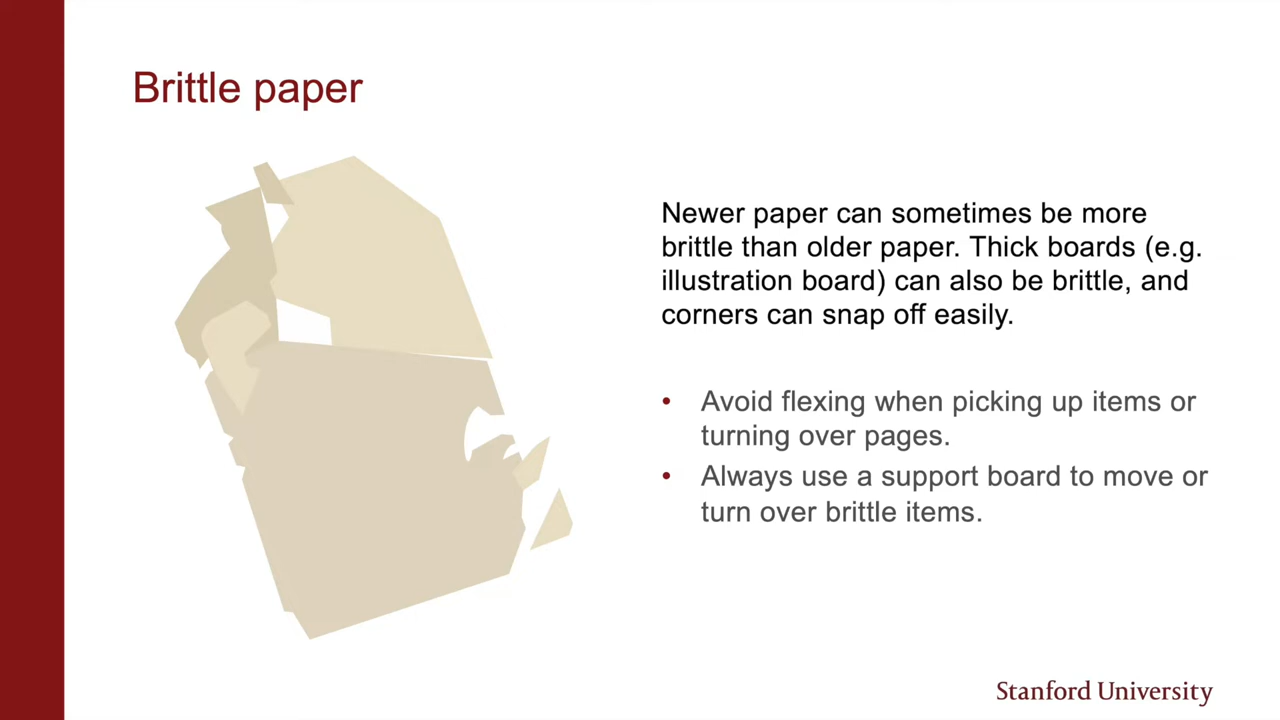 Brittle paper
Newer paper can sometimes be more
brittle than older paper. Thick boards (e.g.
illustration board) can also be brittle, and
corners can snap off easily.
• Avoid flexing when picking up items or
turning over pages.
• Always use a support board to move or
turn over brittle items.
Stanford University